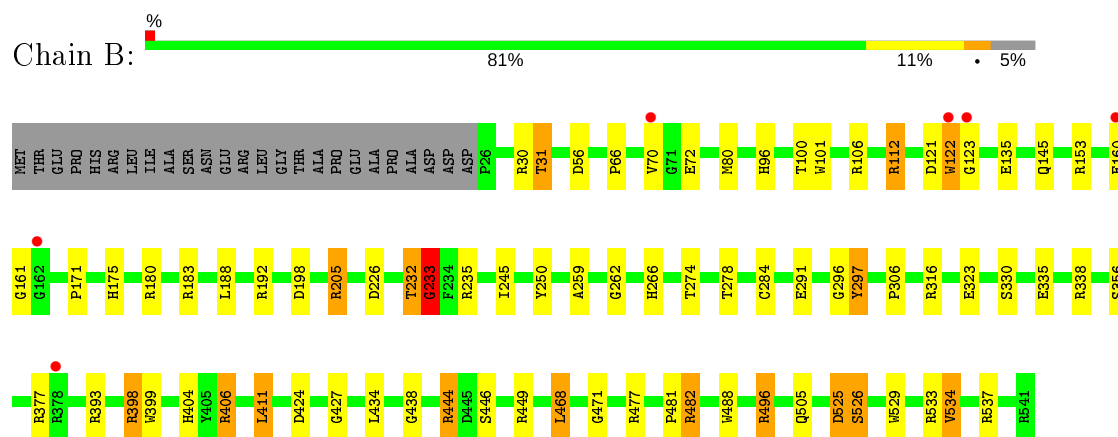 %
Chain B:
81% 11% • 5%
MET THR GLU PRO HIS ARG LEU ILE ALA SER ASN GLU ARG LEU GLY THR ALA PRO GLU ALA PRO ALA ASP ASP ASP P26 R30 T31 D56 P66 V70 G71 E72 M80 H96 T100 W101 R106 R112 D121 W122 G123 E135 Q145 R153 E160
G161 G162 P171 H175 R180 R183 L188 R192 D198 R205 D226 T232 G233 F234 R235 I245 Y250 A259 G262 H266 T274 T278 C284 E291 G296 Y297 P306 R316 E323 S330 E335 R338 S356
R377 R378 R393 R398 W399 H404 Y405 R406 L411 D424 G427 L434 G438 R444 D445 S446 R449 L468 G471 R477 P481 R482 W488 R496 Q505 D525 S526 W529 R533 V534 R537 R541